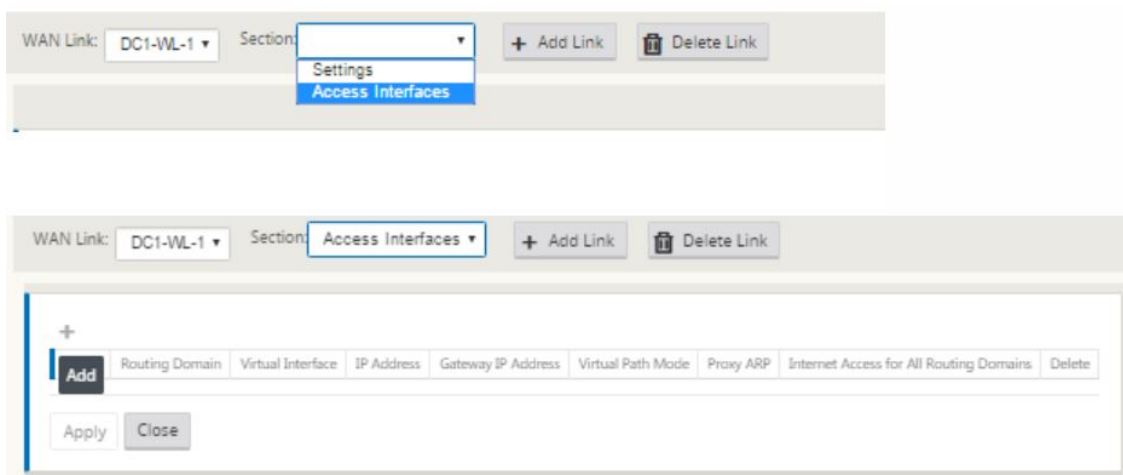 WAN Link: DC1-WL-1 Section: + Add Link Delete Link
Settings
Access Interfaces
WAN Link: DC1-WL-1 Section: Access Interfaces + Add Link Delete Link
+
Add Routing Domain Virtual Interface IP Address Gateway IP Address Virtual Path Mode Proxy ARP Internet Access for All Routing Domains Delete
Apply Close